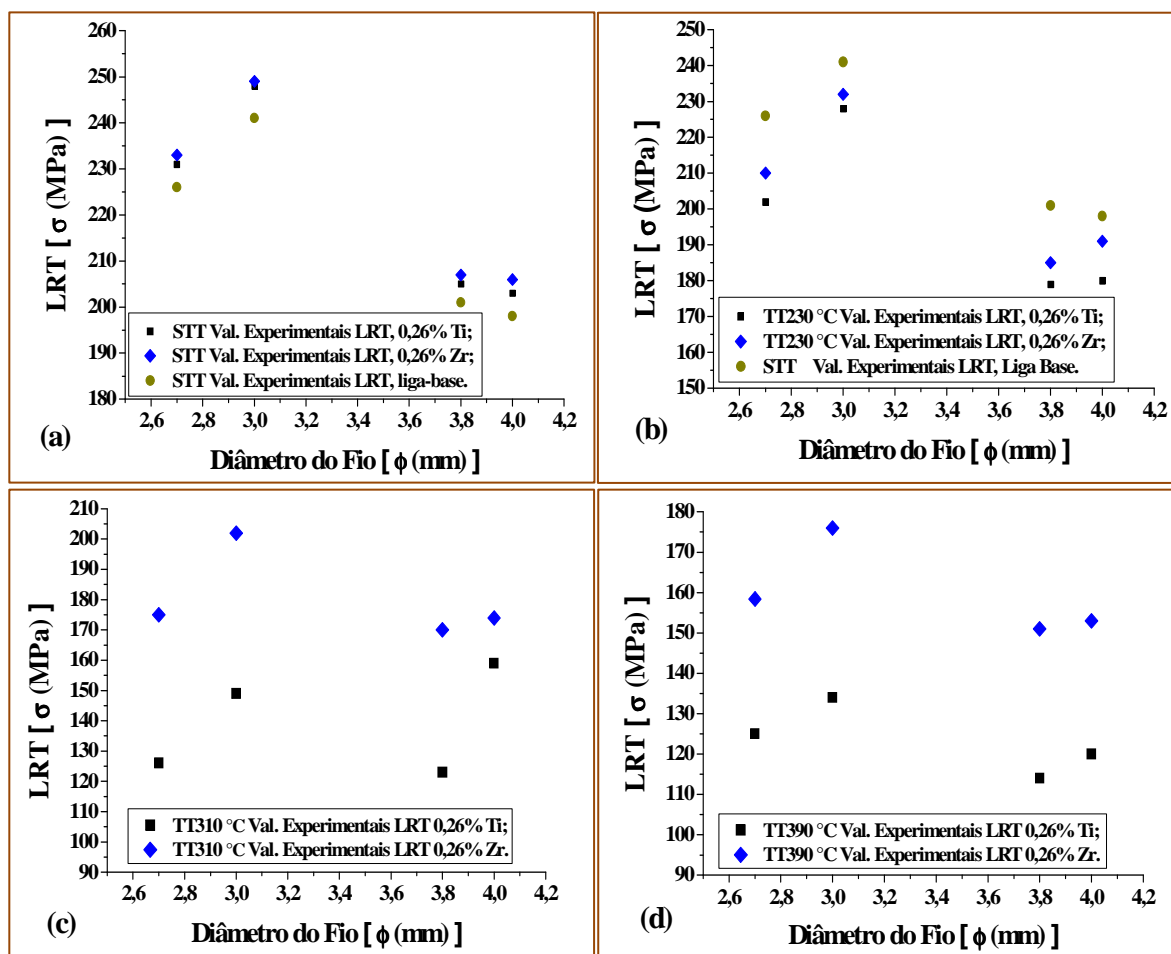 260
250
240
230
220
210
200
190
180
LRT [ σ (MPa) ]
STT Val. Experimentais LRT, 0,26% Ti;
STT Val. Experimentais LRT, 0,26% Zr;
STT Val. Experimentais LRT, liga-base.
2,6 2,8 3,0 3,2 3,4 3,6 3,8 4,0 4,2
(a)
Diâmetro do Fio [ ϕ (mm) ]
250
240
230
220
210
200
190
180
170
160
150
LRT [ σ (MPa) ]
TT230 °C Val. Experimentais LRT, 0,26% Ti;
TT230 °C Val. Experimentais LRT, 0,26% Zr;
STT Val. Experimentais LRT, Liga Base.
2,6 2,8 3,0 3,2 3,4 3,6 3,8 4,0 4,2
(b)
Diâmetro do Fio [ ϕ (mm) ]
210
200
190
180
170
160
150
140
130
120
110
100
90
LRT [ σ (MPa) ]
TT310 °C Val. Experimentais LRT 0,26% Ti;
TT310 °C Val. Experimentais LRT 0,26% Zr.
2,6 2,8 3,0 3,2 3,4 3,6 3,8 4,0 4,2
(c)
Diâmetro do Fio [ ϕ (mm) ]
180
170
160
150
140
130
120
110
100
90
LRT [ σ (MPa) ]
TT390 °C Val. Experimentais LRT 0,26% Ti;
TT390 °C Val. Experimentais LRT 0,26% Zr.
2,6 2,8 3,0 3,2 3,4 3,6 3,8 4,0 4,2
(d)
Diâmetro do Fio [ ϕ (mm) ]